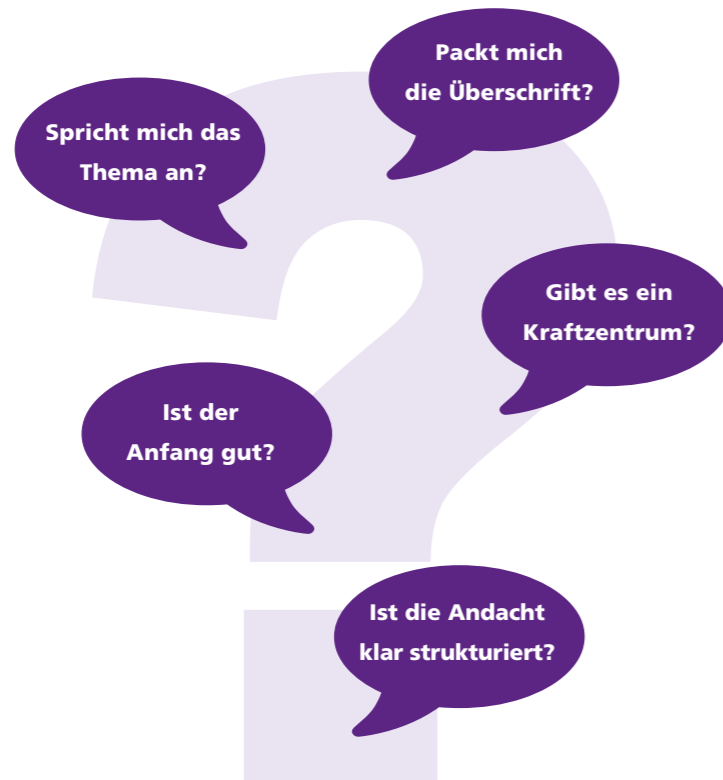 Packt mich
die Überschrift?
Spricht mich das
Thema an?
Gibt es ein
Kraftzentrum?
Ist der
Anfang gut?
Ist die Andacht
klar strukturiert?